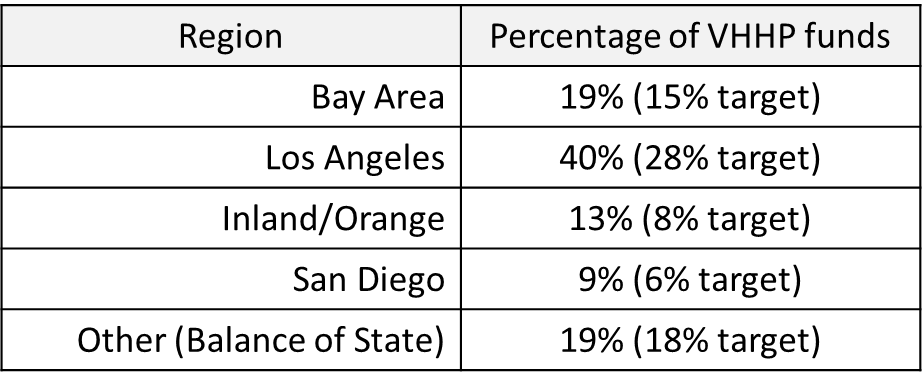 Region Percentage of VHHP funds
Bay Area 19% (15% target)
Los Angeles 40% (28% target)
Inland/Orange 13% (8% target)
San Diego 9% (6% target)
Other (Balance of State) 19% (18% target)